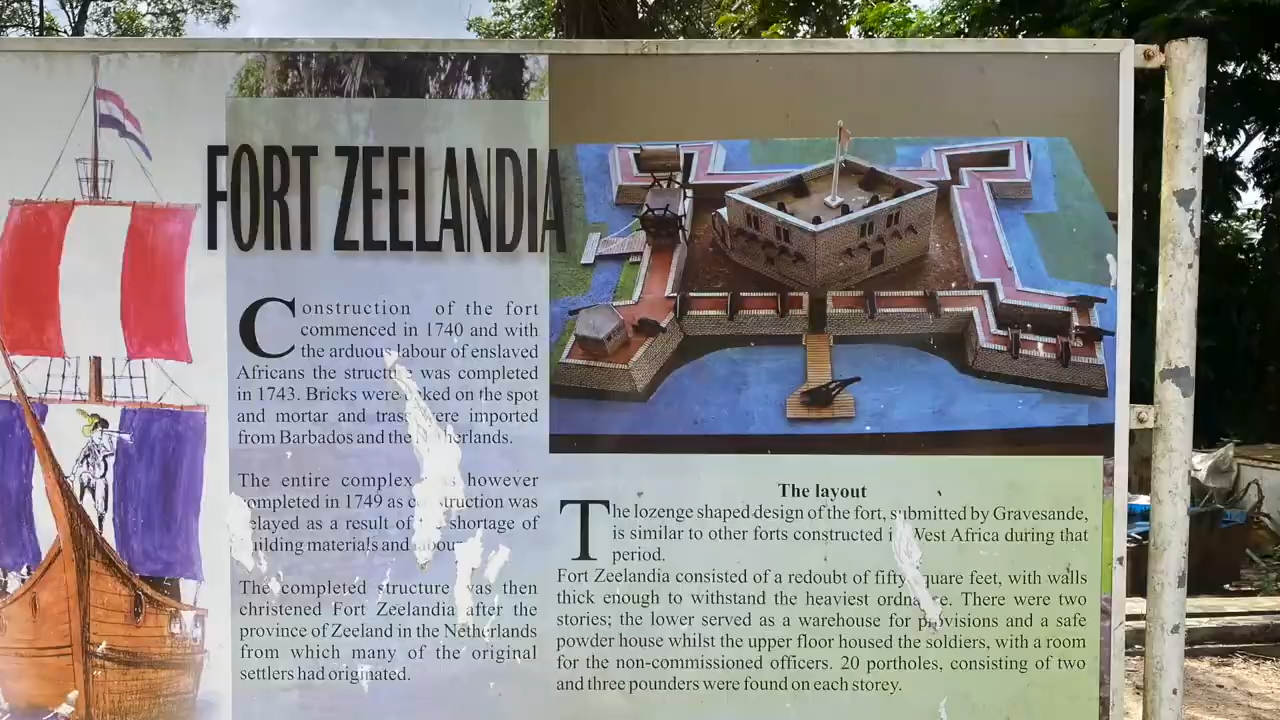 FORT ZEELANDIA
Construction of the fort
commenced in 1740 and with
the arduous labour of enslaved
Africans the structure was completed
in 1743. Bricks were on the spot
and mortar and trass were imported
from Barbados and the Netherlands.
The entire complex was however
completed in 1749 as construction was
delayed as a result of the shortage of
building materials and labour
The completed structure was then
christened Fort Zeelandia after the
province of Zeeland in the Netherlands
from which many of the original
settlers had originated.
The layout
The lozenge shaped design of the fort, submitted by Gravesande,
is similar to other forts constructed in West Africa during that
period.
Fort Zeelandia consisted of a redoubt of fifty square feet, with walls
thick enough to withstand the heaviest ordnance. There were two
stories; the lower served as a warehouse for provisions and a safe
powder house whilst the upper floor housed the soldiers, with a room
for the non-commissioned officers. 20 portholes, consisting of two
and three pounders were found on each storey.